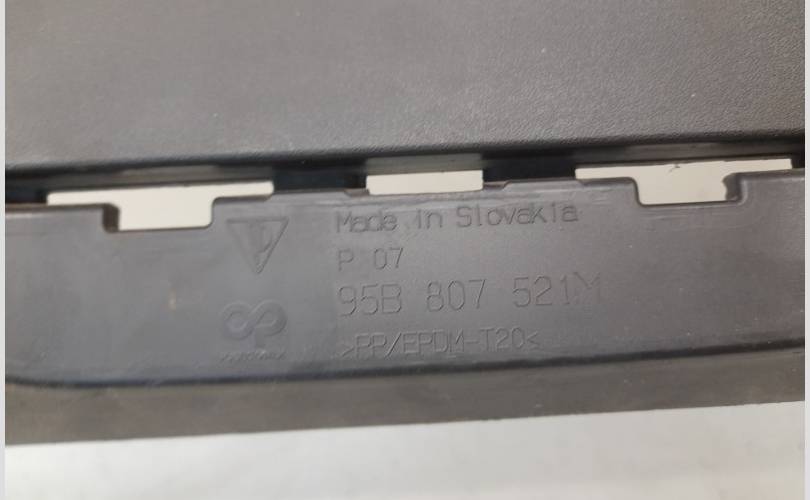 Made in Slovakia
P 07
95B 807 521M
>PP/EPDM-T20<